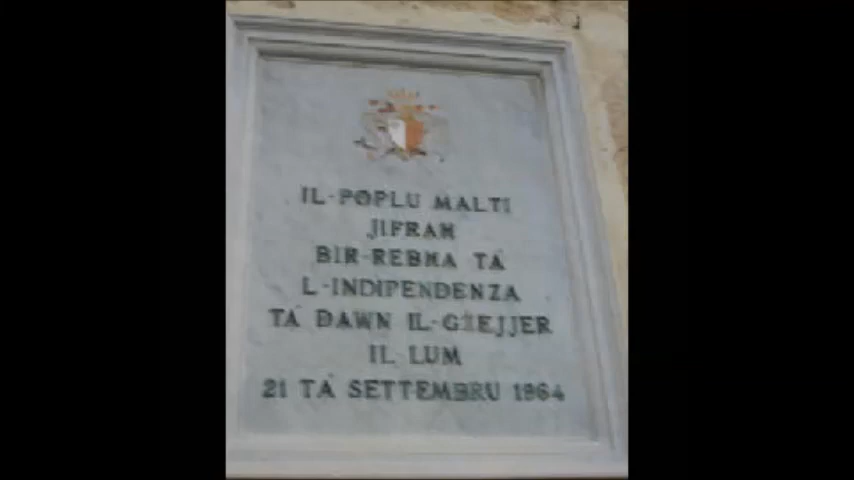 IL-POPLU MALTI
JIFRAĦ
BIR-REBĦA TA'
L-INDIPENDENZA
TA' DAWN IL-GŻEJJER
IL LUM
21 TA' SETTEMBRU 1964